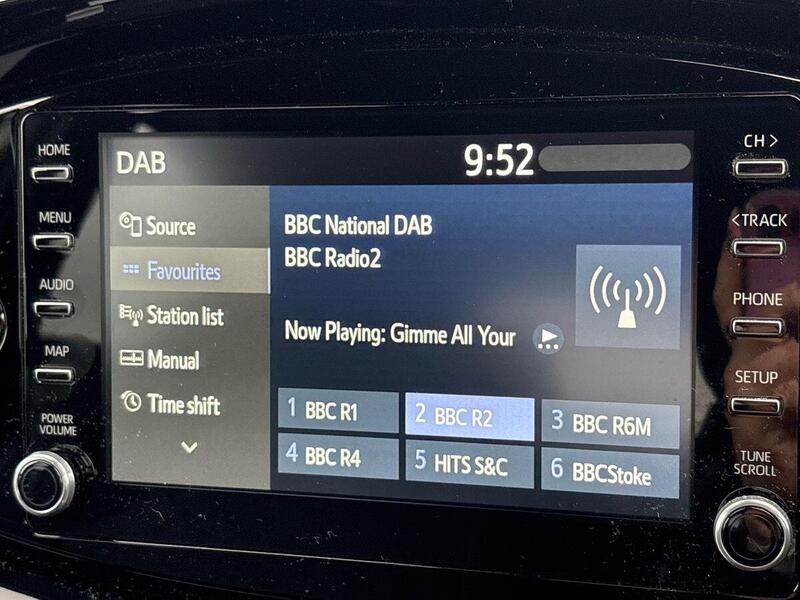 HOME
MENU
AUDIO
MAP
POWER
VOLUME
DAB
9:52
Source
Favourites
Station list
Manual
Time shift
BBC National DAB
BBC Radio2
Now Playing: Gimme All Your
1 BBC R1
2 BBC R2
3 BBC R6M
4 BBC R4
5 HITS S&C
6 BBCStoke
CH >
<TRACK
PHONE
SETUP
TUNE
SCROLL